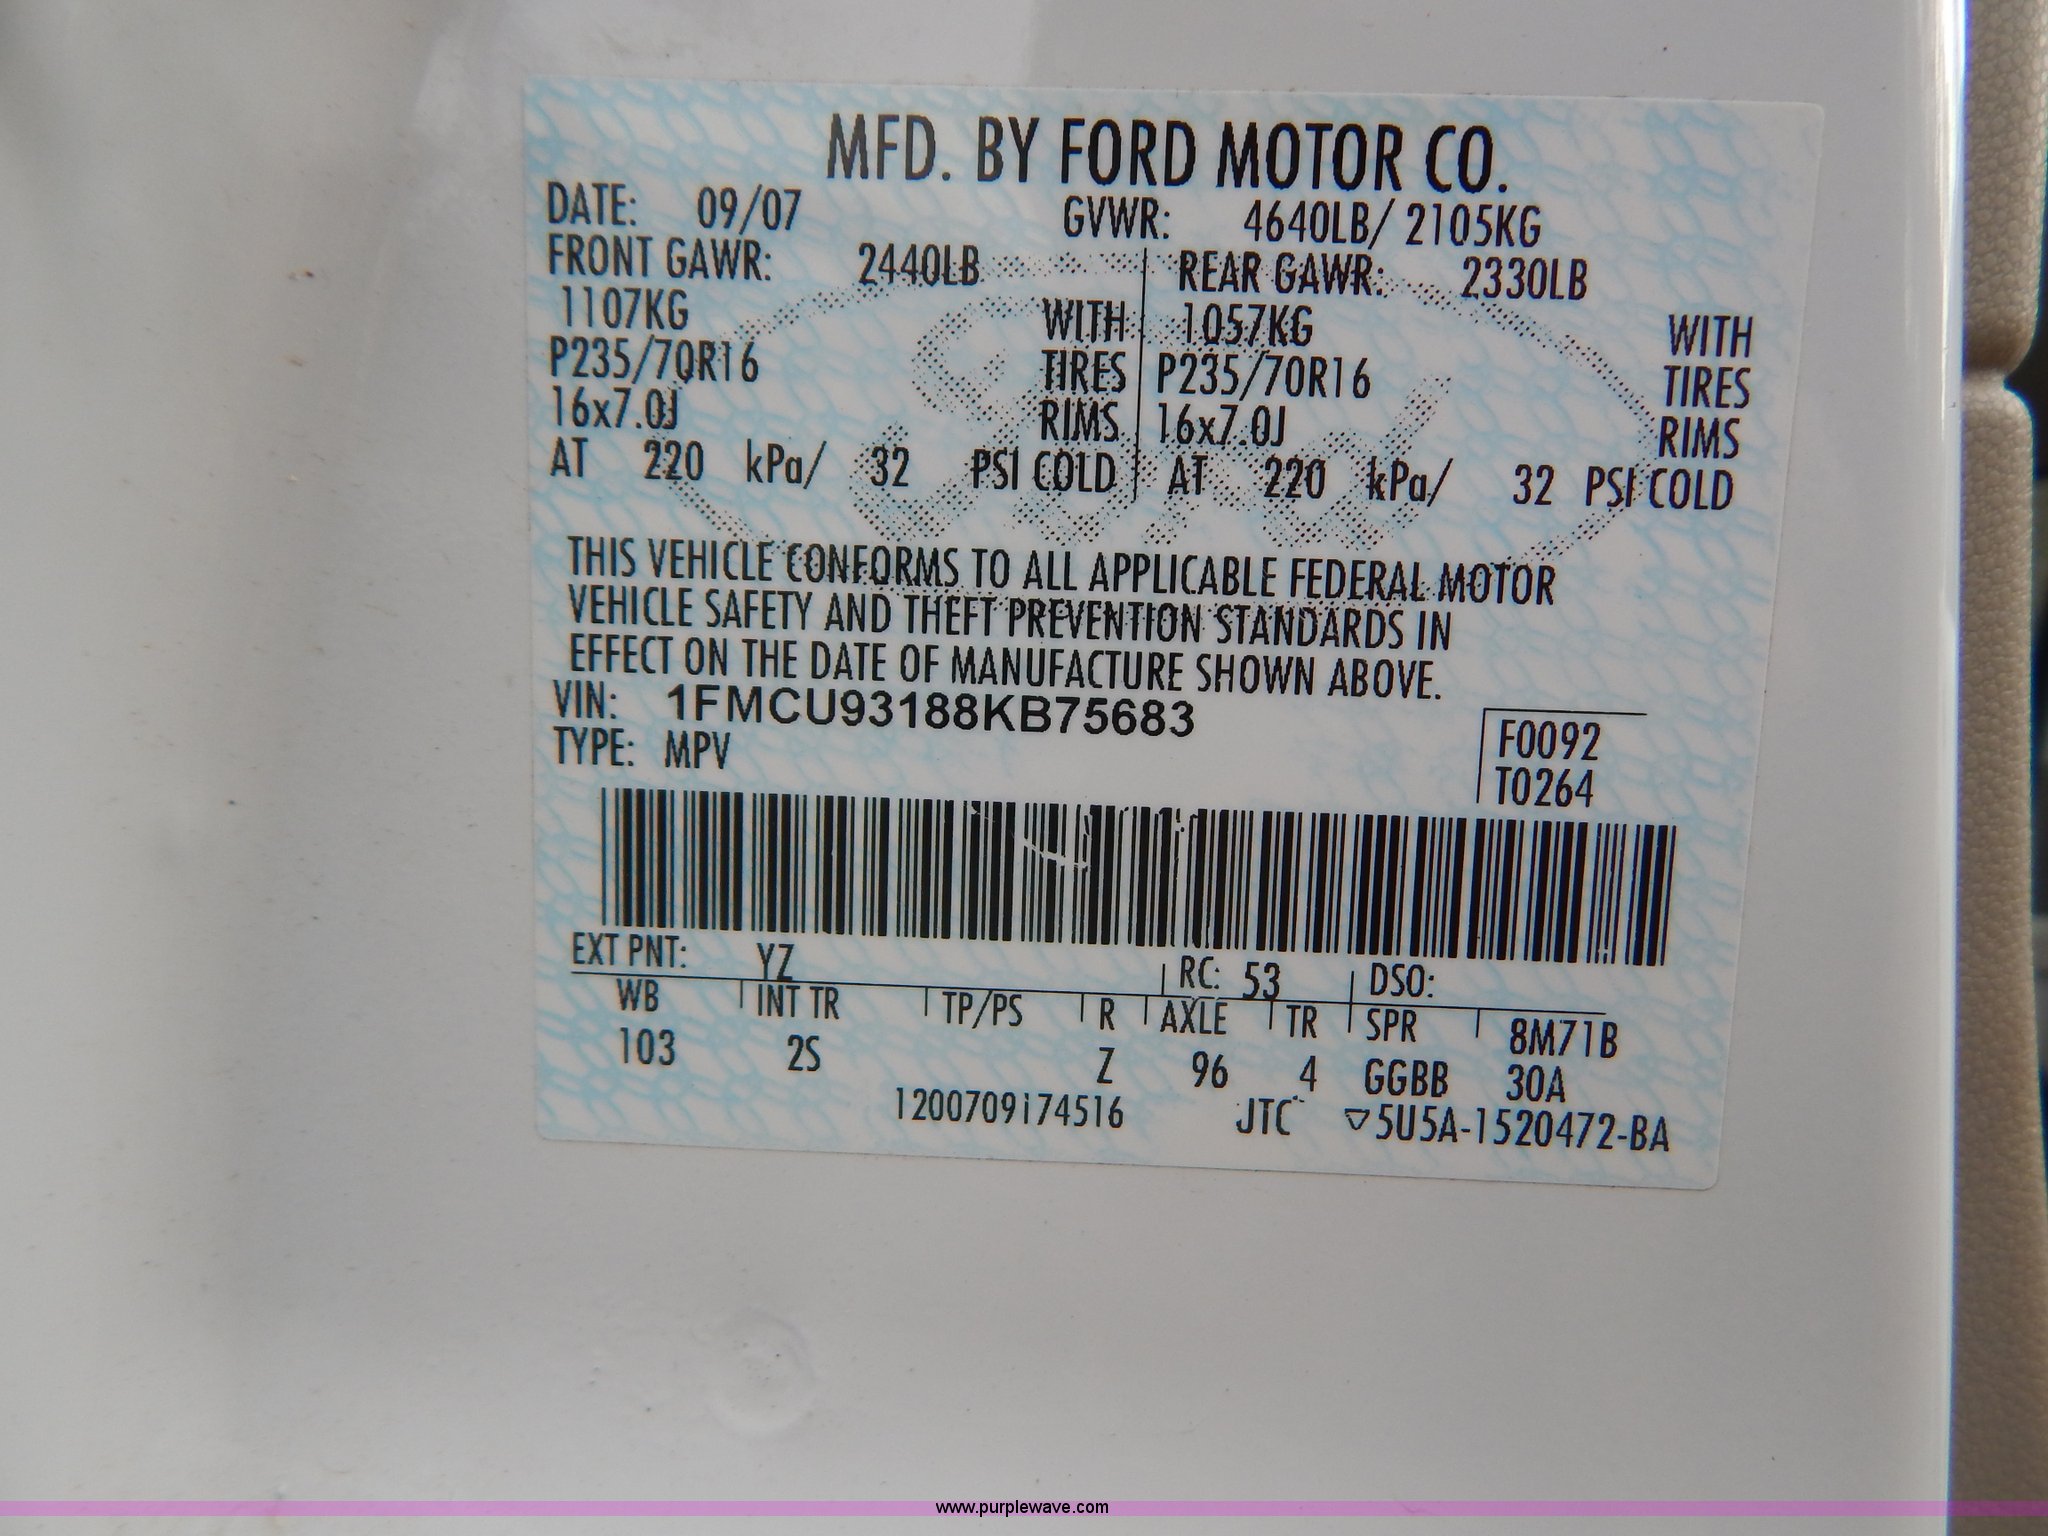 MFD. BY FORD MOTOR CO.
DATE: 09/07 GVWR: 4640LB/ 2105KG
FRONT GAWR: 2440LB REAR GAWR: 2330LB
1107KG WITH 1057KG WITH
P235/70R16 TIRES P235/70R16 TIRES
16x7.0J RIMS 16x7.0J RIMS
AT 220 kPa/ 32 PSI COLD AT 220 kPa/ 32 PSI COLD
THIS VEHICLE CONFORMS TO ALL APPLICABLE FEDERAL MOTOR
VEHICLE SAFETY AND THEFT PREVENTION STANDARDS IN
EFFECT ON THE DATE OF MANUFACTURE SHOWN ABOVE.
VIN: 1FMCU93188KB75683
TYPE: MPV
F0092
T0264
EXT PNT: YZ RC: 53 DSO:
WB INT TR TP/PS R AXLE TR SPR 8M71B
103 2S Z 96 4 GGBB 30A
1200709i74516 JTC ▽5U5A-1520472-BA
www.purplewave.com